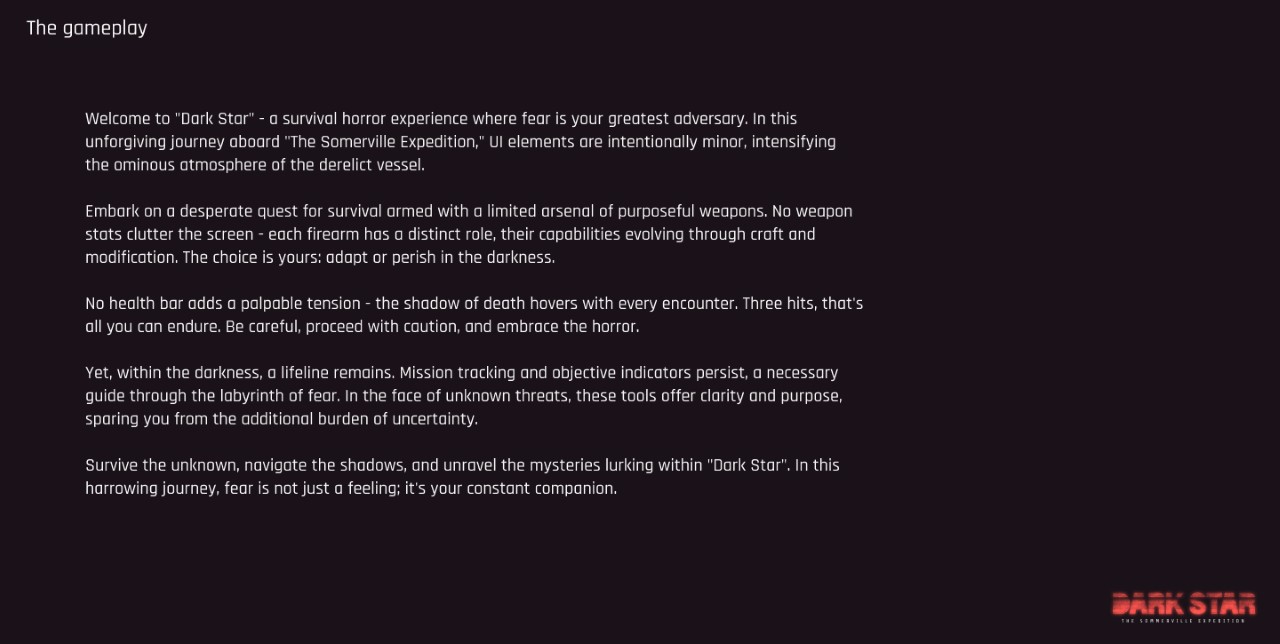 The gameplay
Welcome to "Dark Star" - a survival horror experience where fear is your greatest adversary. In this
unforgiving journey aboard "The Somerville Expedition," UI elements are intentionally minor, intensifying
the ominous atmosphere of the derelict vessel.
Embark on a desperate quest for survival armed with a limited arsenal of purposeful weapons. No weapon
stats clutter the screen - each firearm has a distinct role, their capabilities evolving through craft and
modification. The choice is yours: adapt or perish in the darkness.
No health bar adds a palpable tension - the shadow of death hovers with every encounter. Three hits, that's
all you can endure. Be careful, proceed with caution, and embrace the horror.
Yet, within the darkness, a lifeline remains. Mission tracking and objective indicators persist, a necessary
guide through the labyrinth of fear. In the face of unknown threats, these tools offer clarity and purpose,
sparing you from the additional burden of uncertainty.
Survive the unknown, navigate the shadows, and unravel the mysteries lurking within "Dark Star". In this
harrowing journey, fear is not just a feeling; it's your constant companion.
DARK STAR
THE SOMMERVILLE EXPEDITION